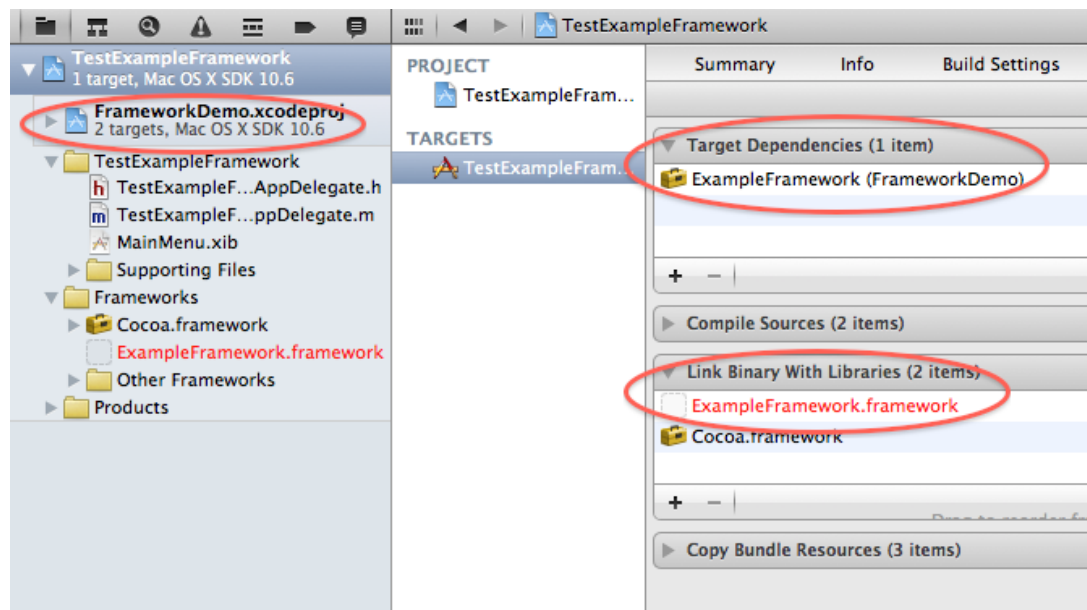 TestExampleFramework
TestExampleFramework
1 target, Mac OS X SDK 10.6
FrameworkDemo.xcodeproj
2 targets, Mac OS X SDK 10.6
TestExampleFramework
TestExampleF...AppDelegate.h
TestExampleF...ppDelegate.m
MainMenu.xib
Supporting Files
Frameworks
Cocoa.framework
ExampleFramework.framework
Other Frameworks
Products
PROJECT
TestExampleFram...
TARGETS
TestExampleFram...
Summary Info Build Settings
Target Dependencies (1 item)
ExampleFramework (FrameworkDemo)
+ −
Compile Sources (2 items)
Link Binary With Libraries (2 items)
ExampleFramework.framework
Cocoa.framework
+ −
Copy Bundle Resources (3 items)